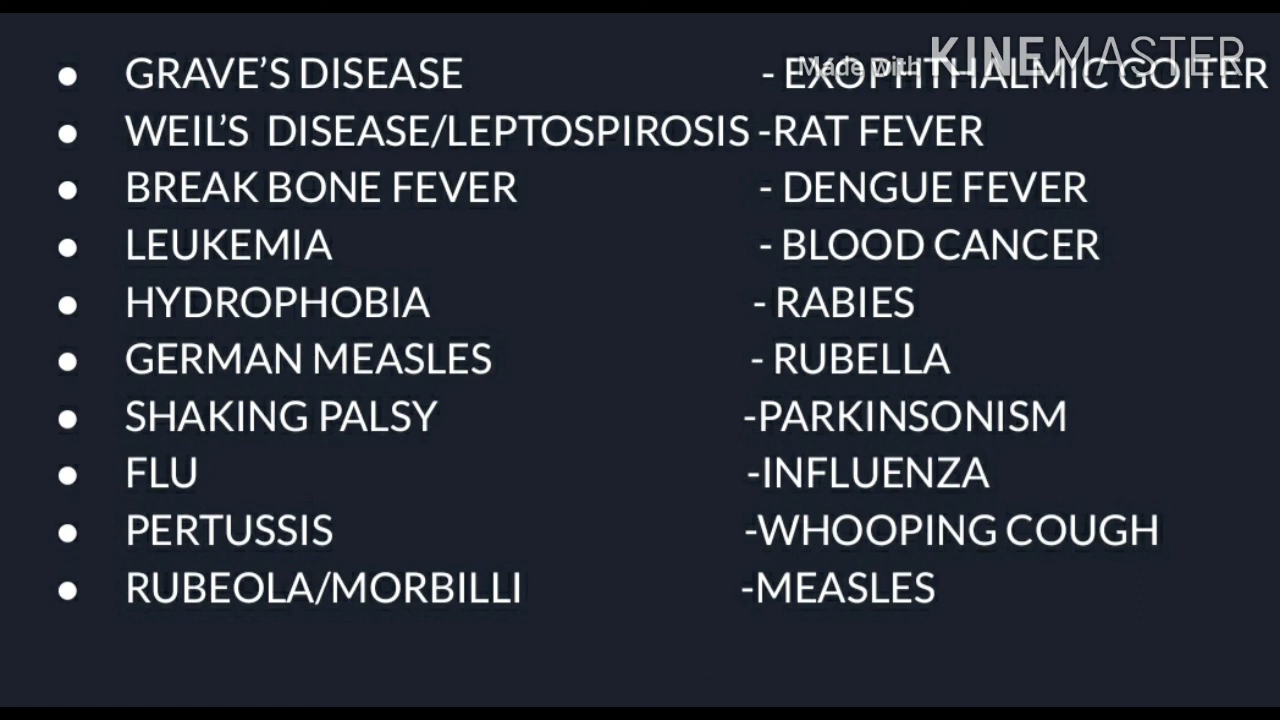 Made with KINEMASTER
● GRAVE'S DISEASE - EXOPHTHALMIC GOITER
● WEIL'S DISEASE/LEPTOSPIROSIS -RAT FEVER
● BREAK BONE FEVER - DENGUE FEVER
● LEUKEMIA - BLOOD CANCER
● HYDROPHOBIA - RABIES
● GERMAN MEASLES - RUBELLA
● SHAKING PALSY -PARKINSONISM
● FLU -INFLUENZA
● PERTUSSIS -WHOOPING COUGH
● RUBEOLA/MORBILLI -MEASLES